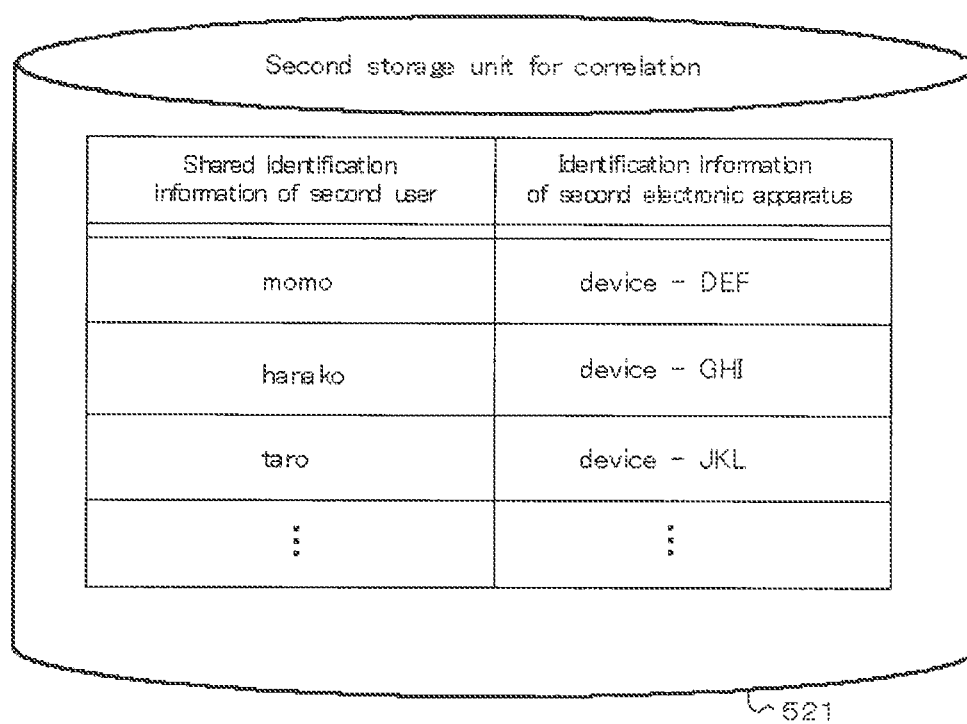 Second storage unit for correlation
Shared identification
information of second user
Identification information
of second electronic apparatus
momo
device - DEF
harako
device - GHI
taro
device - JKL
521